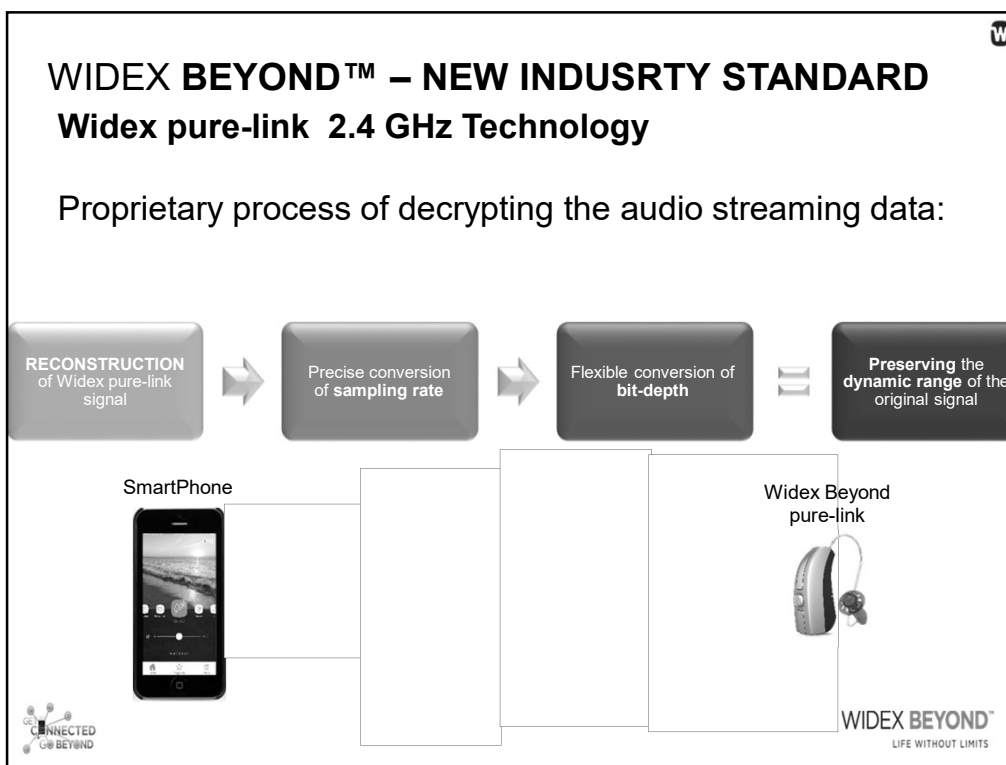 W
WIDEX BEYOND™ – NEW INDUSRTY STANDARD
Widex pure-link 2.4 GHz Technology
Proprietary process of decrypting the audio streaming data:
RECONSTRUCTION
of Widex pure-link
signal
Precise conversion
of sampling rate
Flexible conversion of
bit-depth
Preserving the
dynamic range of the
original signal
SmartPhone
Widex Beyond
pure-link
GET
CONNECTED
GO BEYOND
WIDEX BEYOND™
LIFE WITHOUT LIMITS